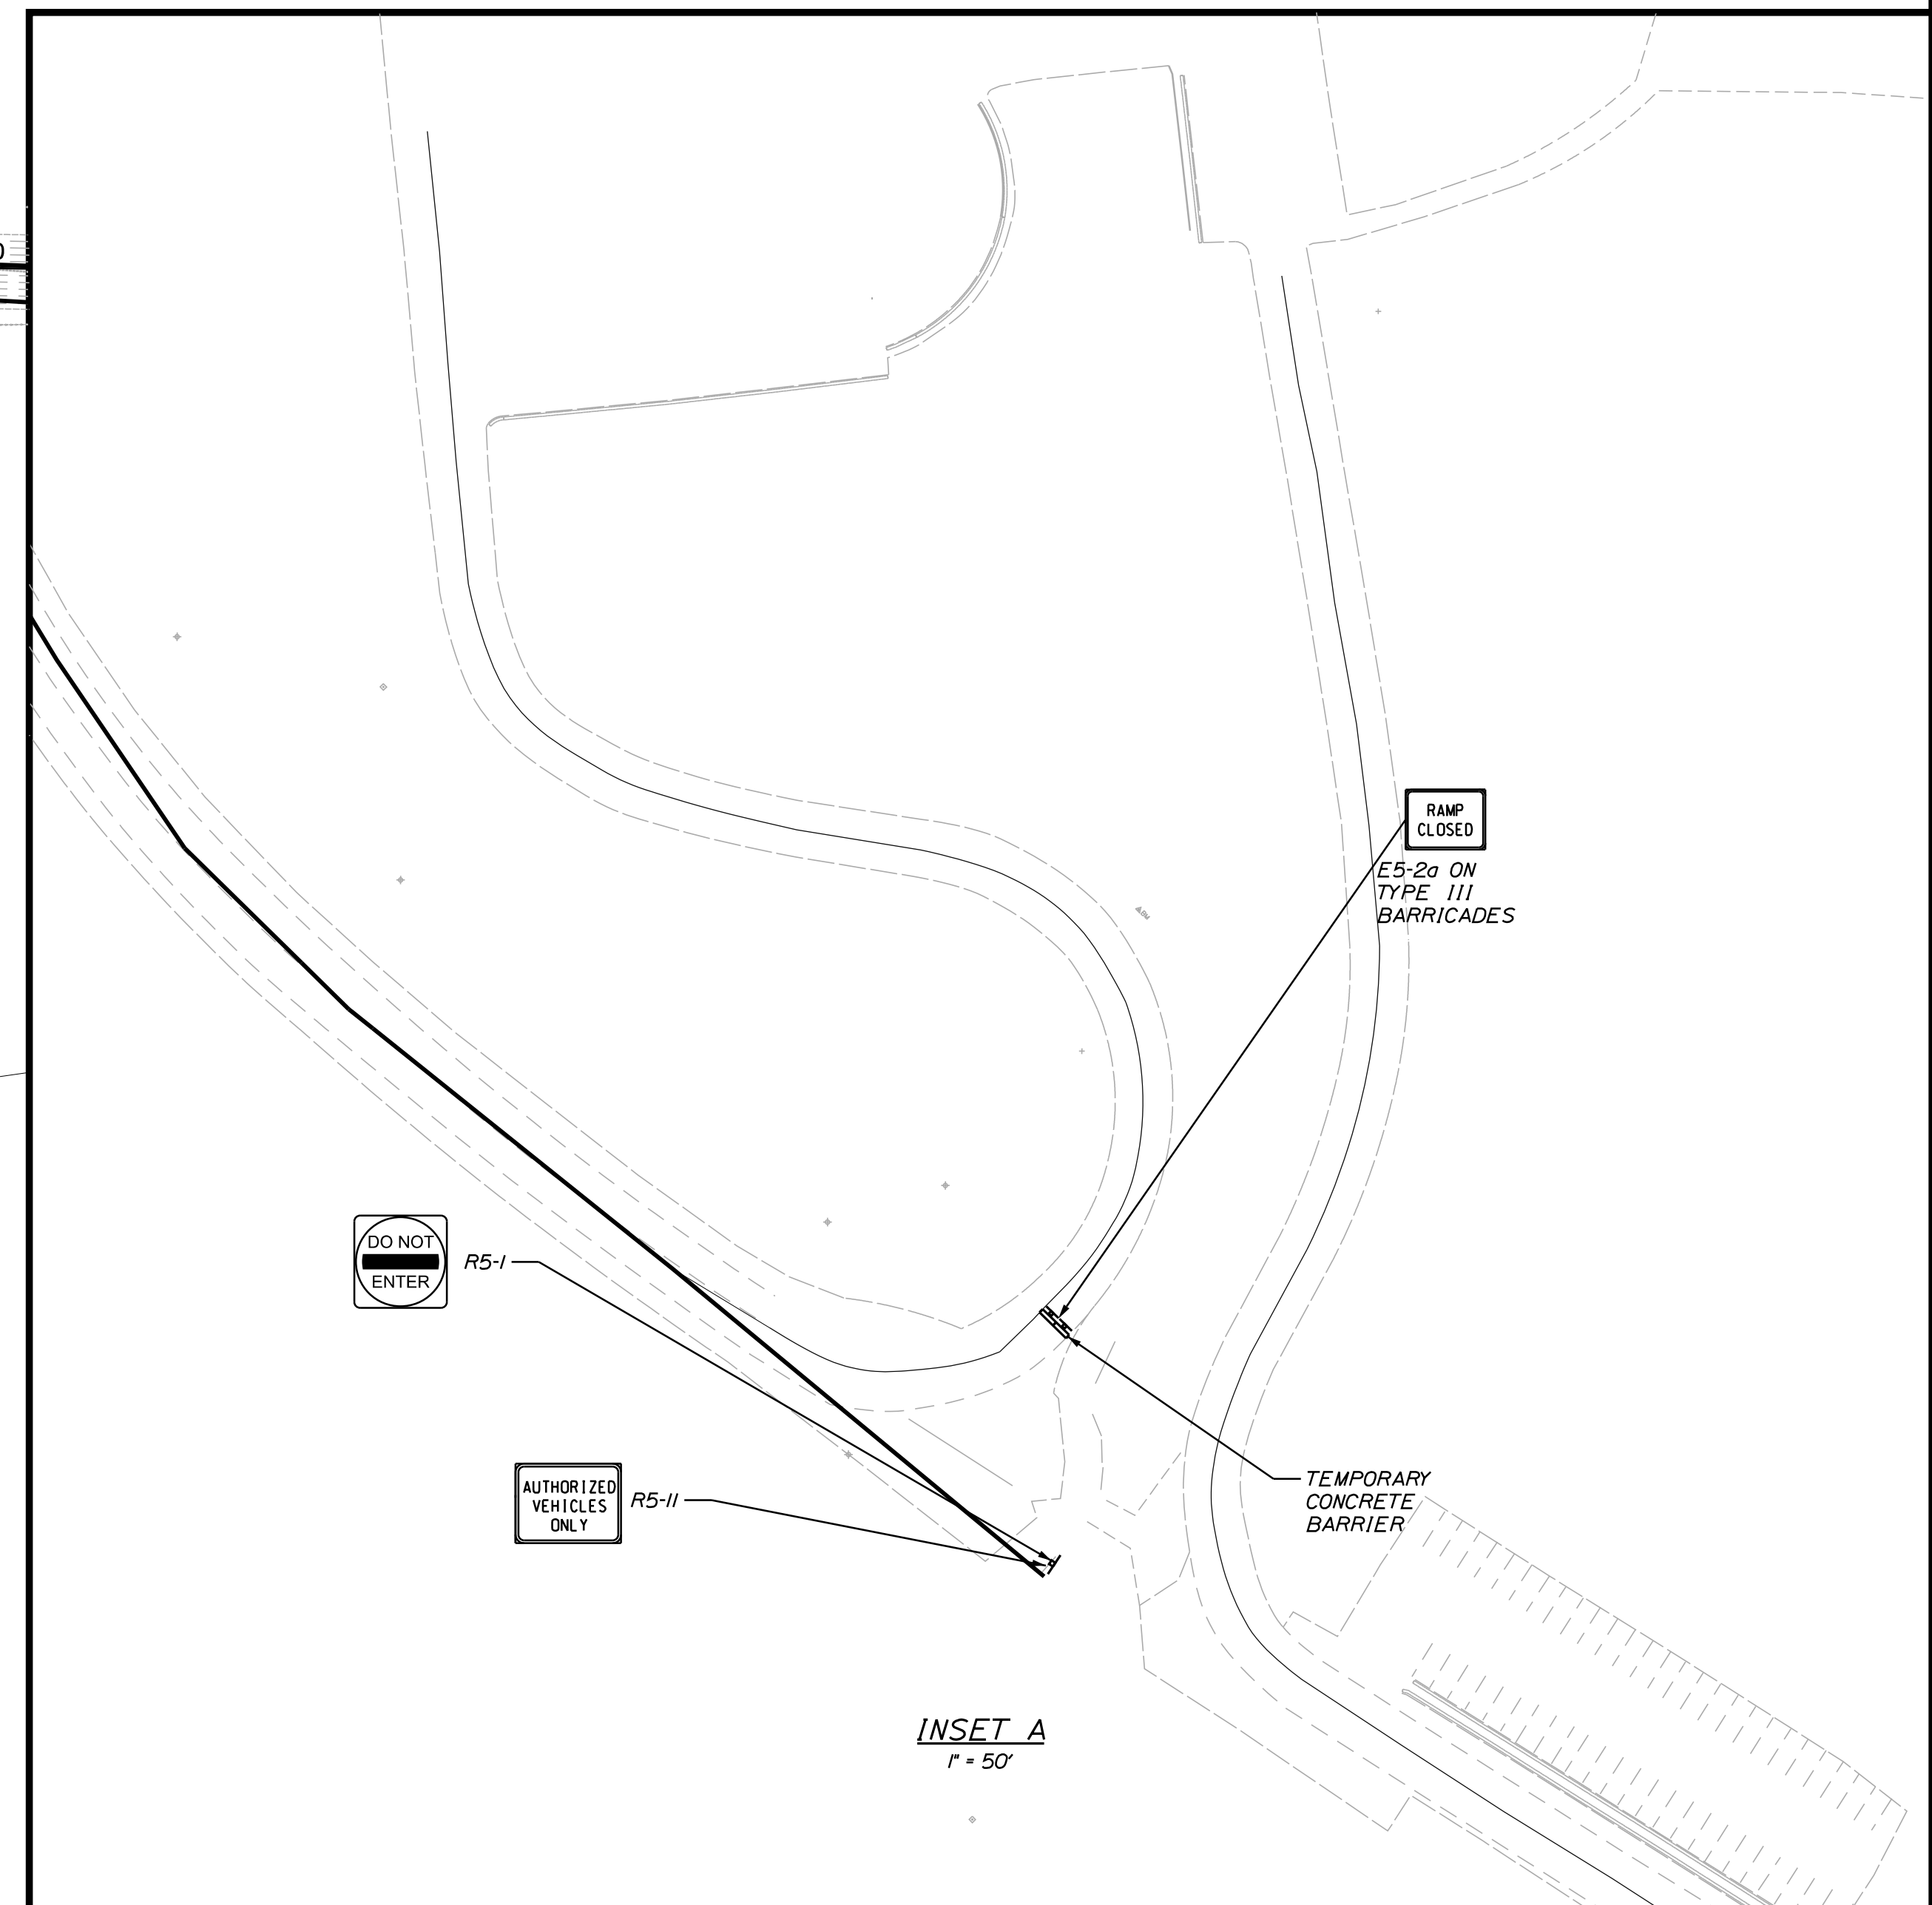 RAMP
CLOSED
E5-2a ON
TYPE III
BARRICADES
DO NOT
ENTER
R5-1
AUTHORIZED
VEHICLES
ONLY
R5-11
TEMPORARY
CONCRETE
BARRIER
INSET A
1" = 50'